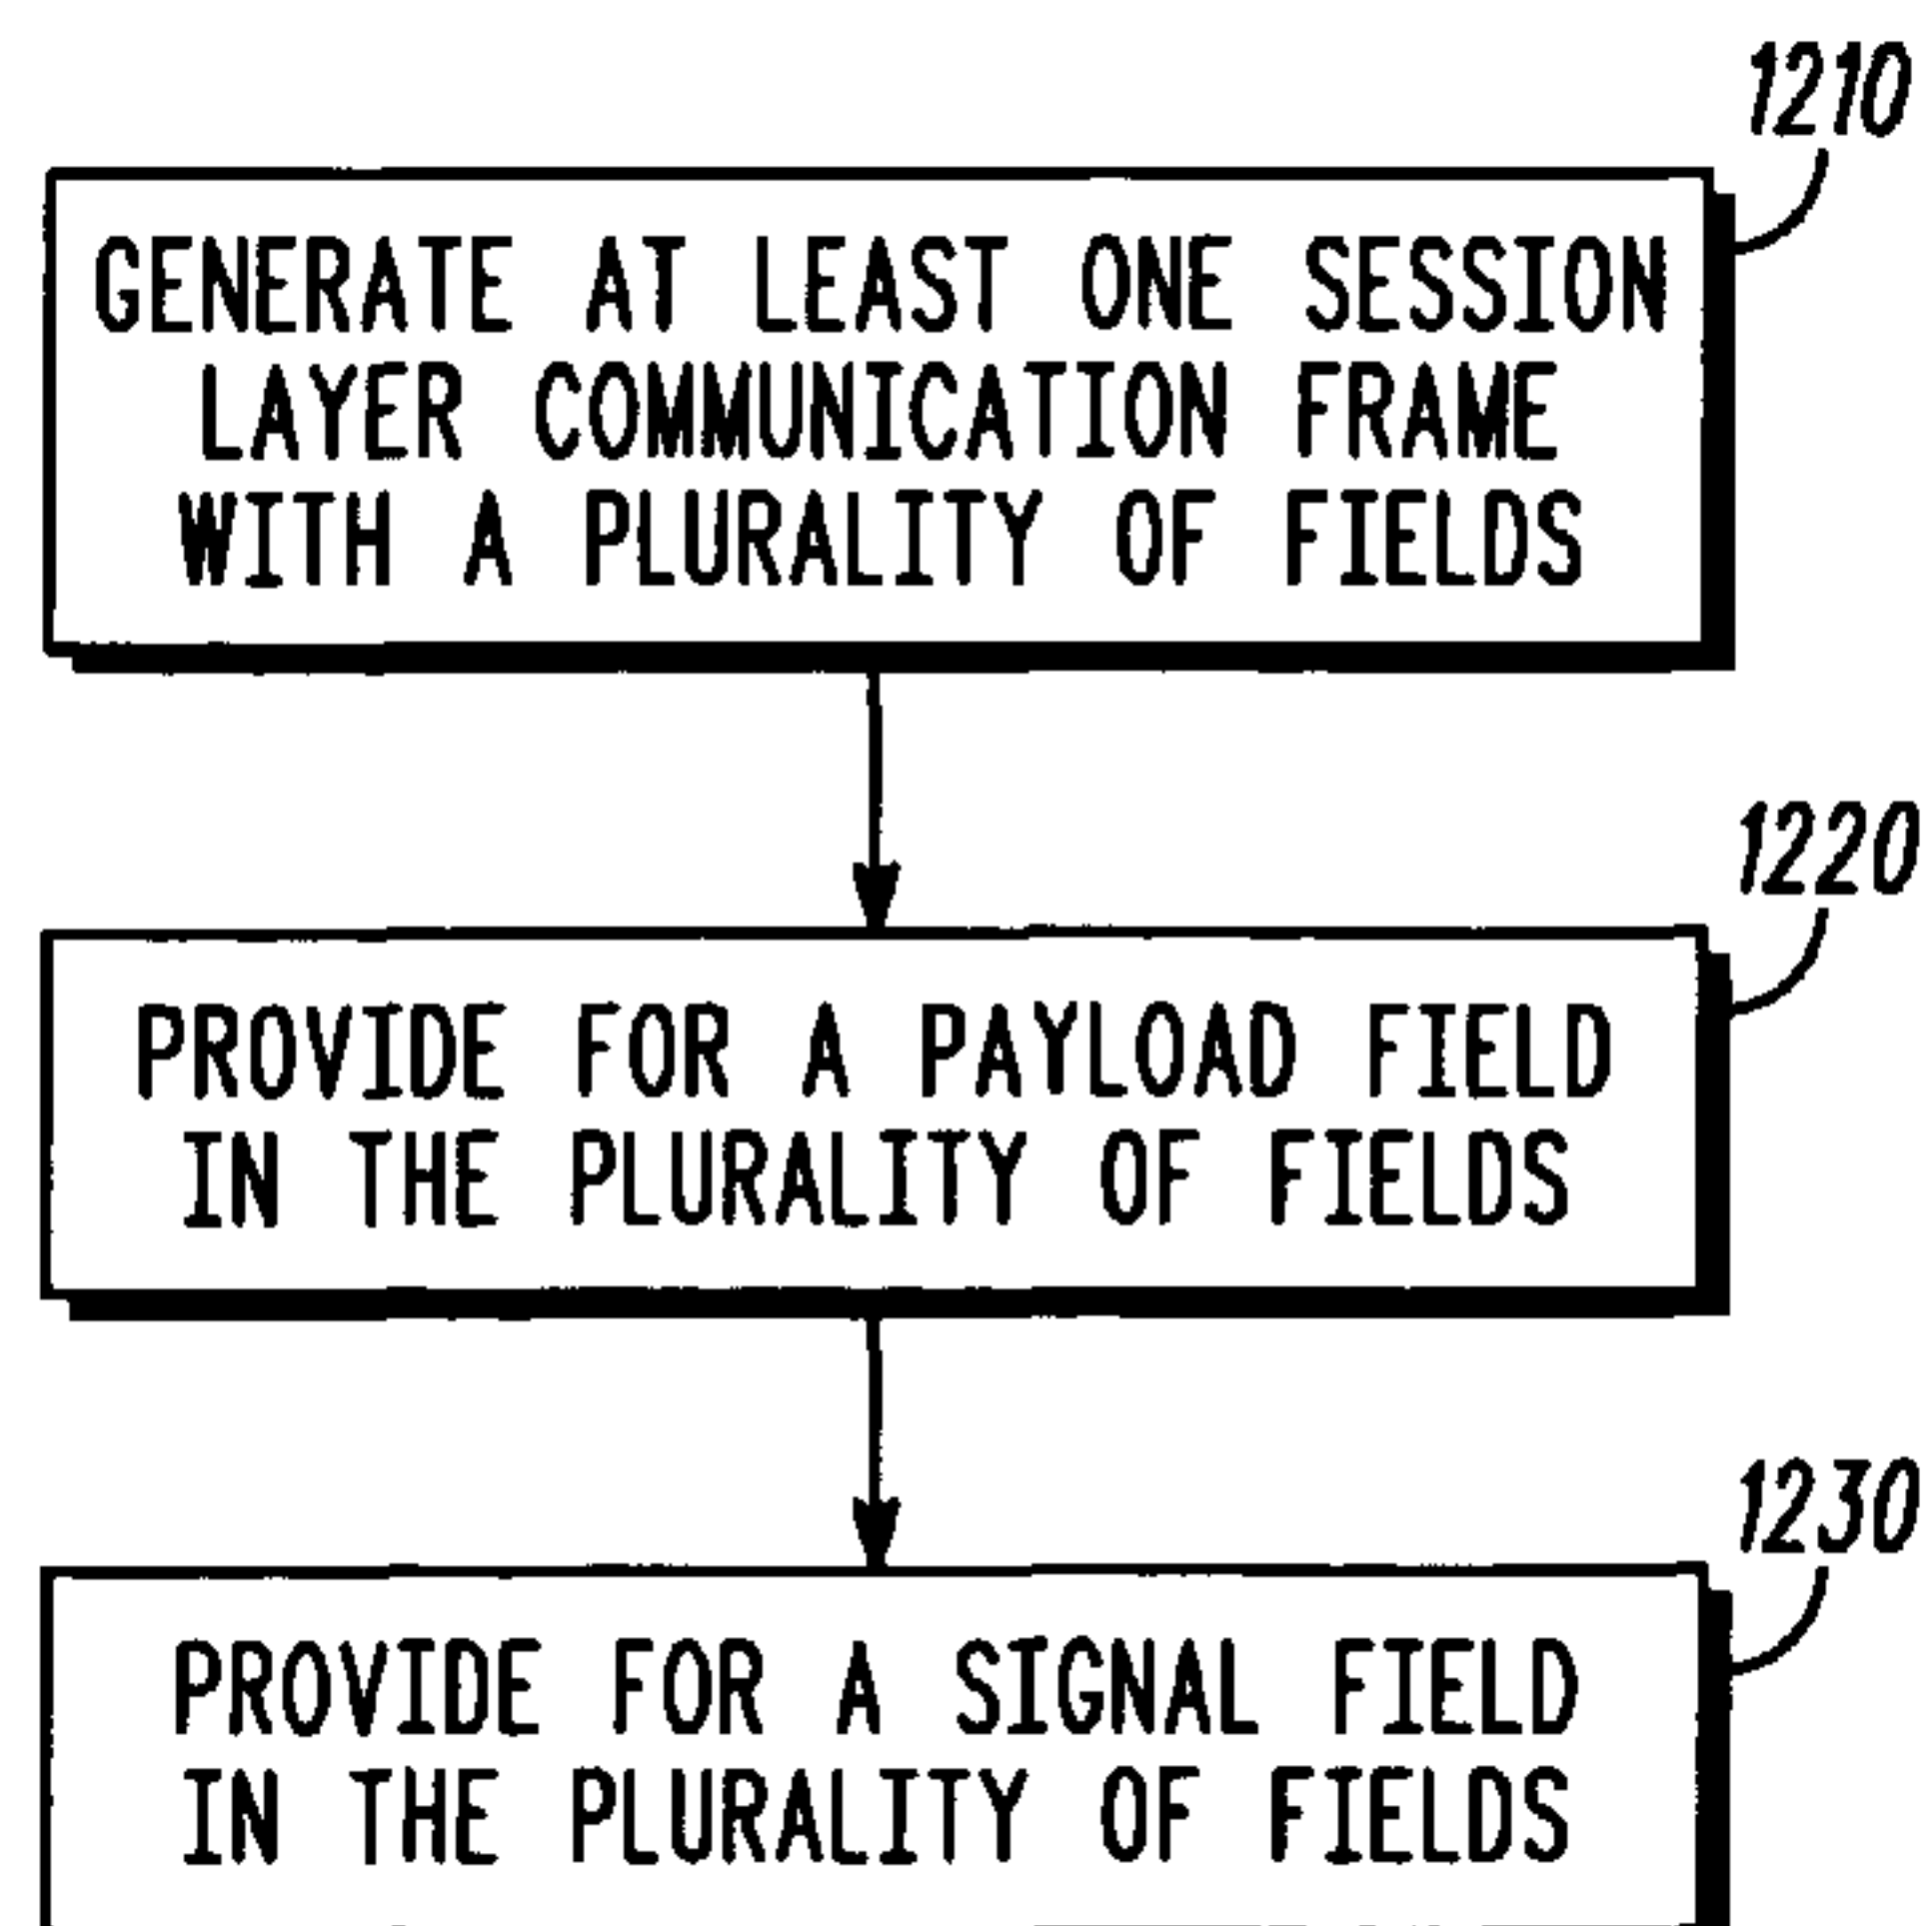 1210
GENERATE AT LEAST ONE SESSION
LAYER COMMUNICATION FRAME
WITH A PLURALITY OF FIELDS
1220
PROVIDE FOR A PAYLOAD FIELD
IN THE PLURALITY OF FIELDS
1230
PROVIDE FOR A SIGNAL FIELD
IN THE PLURALITY OF FIELDS